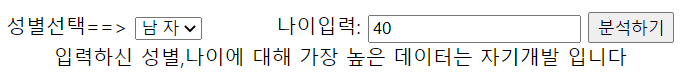 성별선택==> 남 자 나이입력: 40 분석하기
입력하신 성별,나이에 대해 가장 높은 데이터는 자기개발 입니다